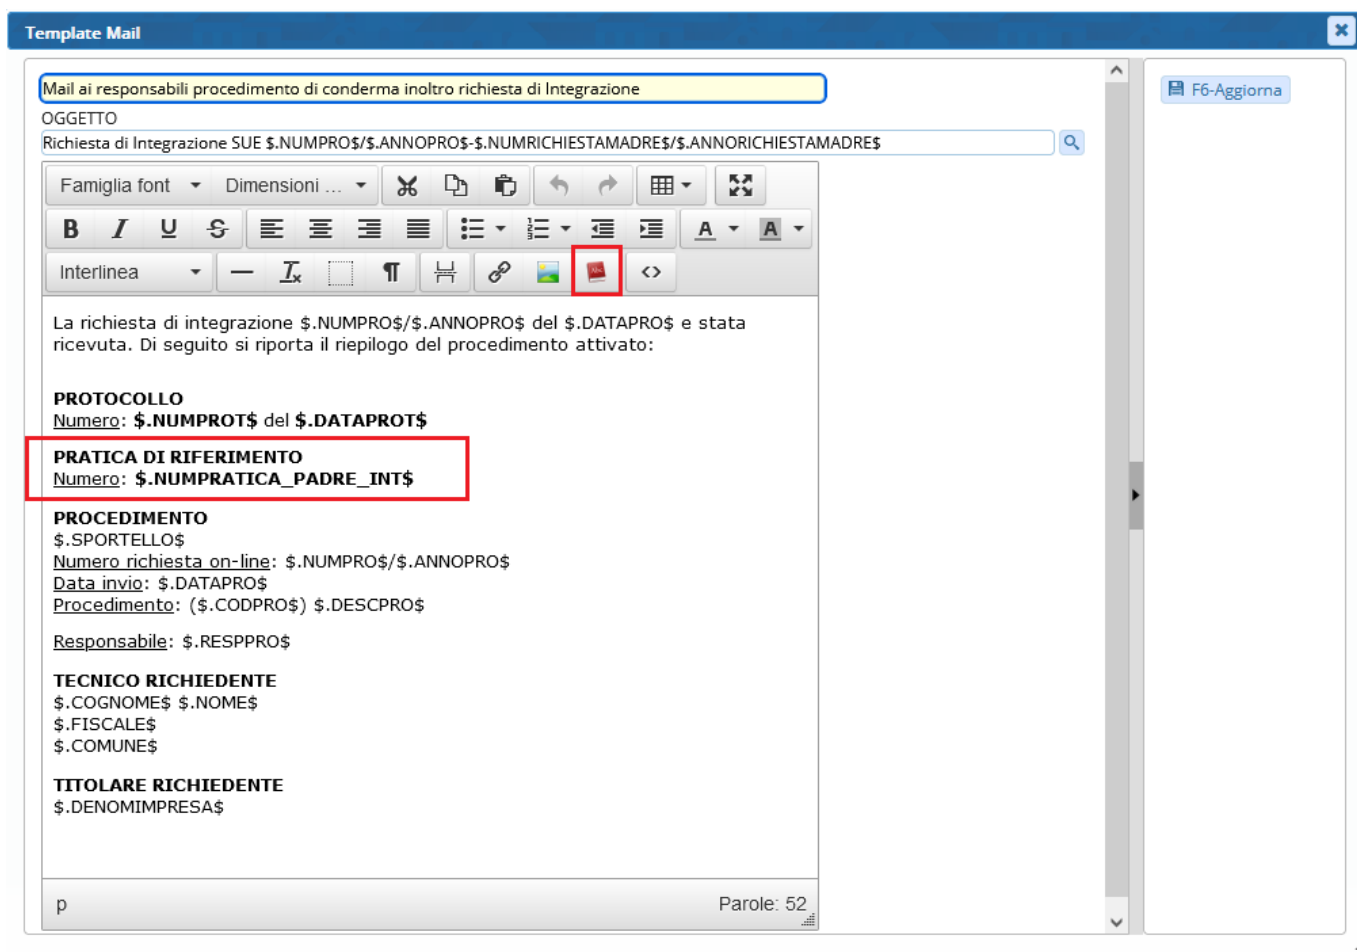 Template Mail
Mail ai responsabili procedimento di conderma inoltro richiesta di Integrazione
F6-Aggiorna
OGGETTO
Richiesta di Integrazione SUE $.NUMPRO$/$.ANNOPRO$-$.NUMRICHIESTAMADRE$/$.ANNORICHIESTAMADRE$
Famiglia font Dimensioni ...
B I U S A A
Interlinea Tx ¶ Abc <>
La richiesta di integrazione $.NUMPRO$/$.ANNOPRO$ del $.DATAPRO$ e stata
ricevuta. Di seguito si riporta il riepilogo del procedimento attivato:
PROTOCOLLO
Numero: $.NUMPROT$ del $.DATAPROT$
PRATICA DI RIFERIMENTO
Numero: $.NUMPRATICA_PADRE_INT$
PROCEDIMENTO
$.SPORTELLO$
Numero richiesta on-line: $.NUMPRO$/$.ANNOPRO$
Data invio: $.DATAPRO$
Procedimento: ($.CODPRO$) $.DESCPRO$
Responsabile: $.RESPPRO$
TECNICO RICHIEDENTE
$.COGNOME$ $.NOME$
$.FISCALE$
$.COMUNE$
TITOLARE RICHIEDENTE
$.DENOMIMPRESA$
p Parole: 52